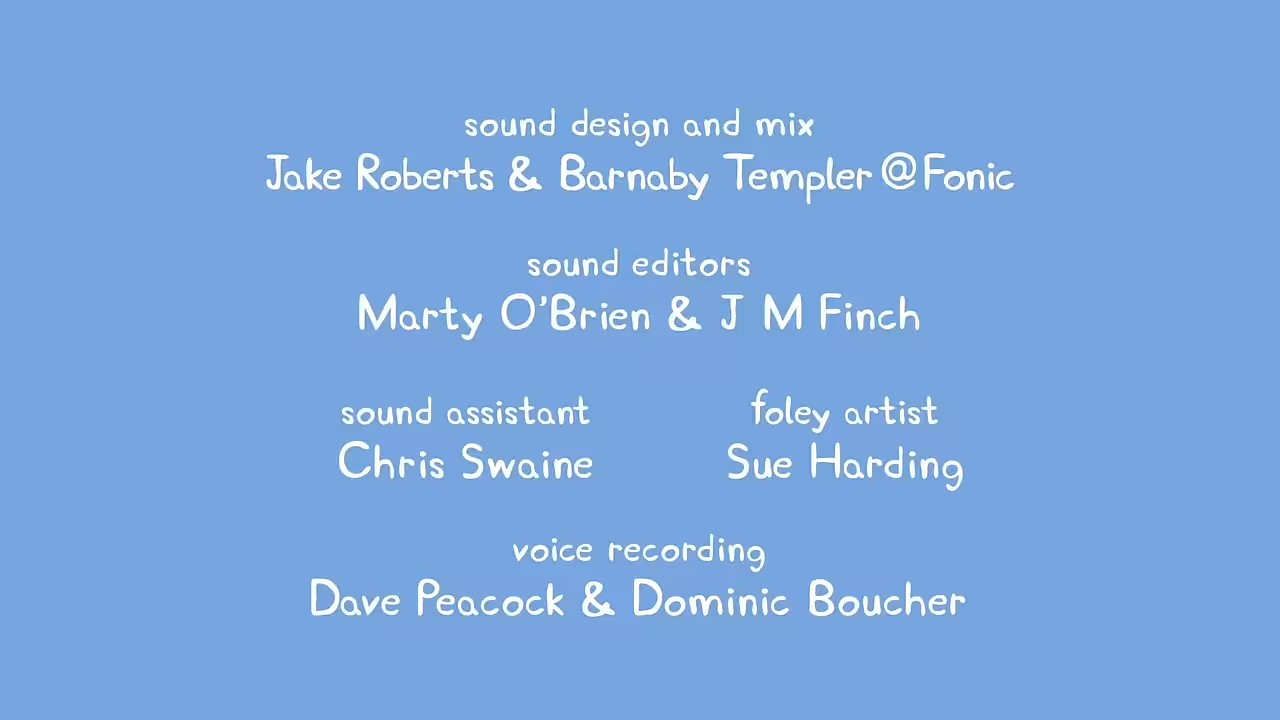 sound design and mix
Jake Roberts & Barnaby Templer @Fonic
sound editors
Marty O'Brien & J M Finch
sound assistant
Chris Swaine
foley artist
Sue Harding
voice recording
Dave Peacock & Dominic Boucher